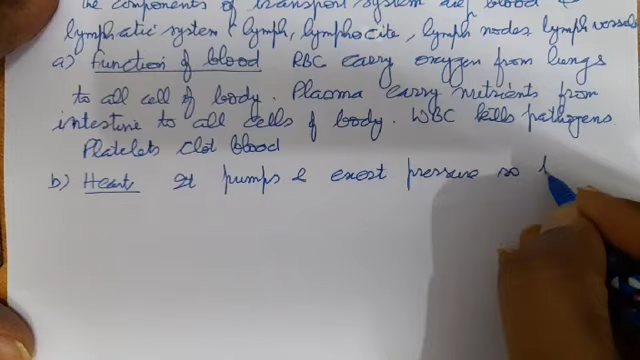 the components of transport system are blood &
lymphatic system (lymph, lymphocite, lymph nodes lymph vessels
a) Function of blood RBC carry oxygen from lungs
to all cell of body. Plasma carry nutrients from
intestine to all cells of body. WBC kills pathogens
Platelets clot blood
b) Heart It pumps & exert pressure so